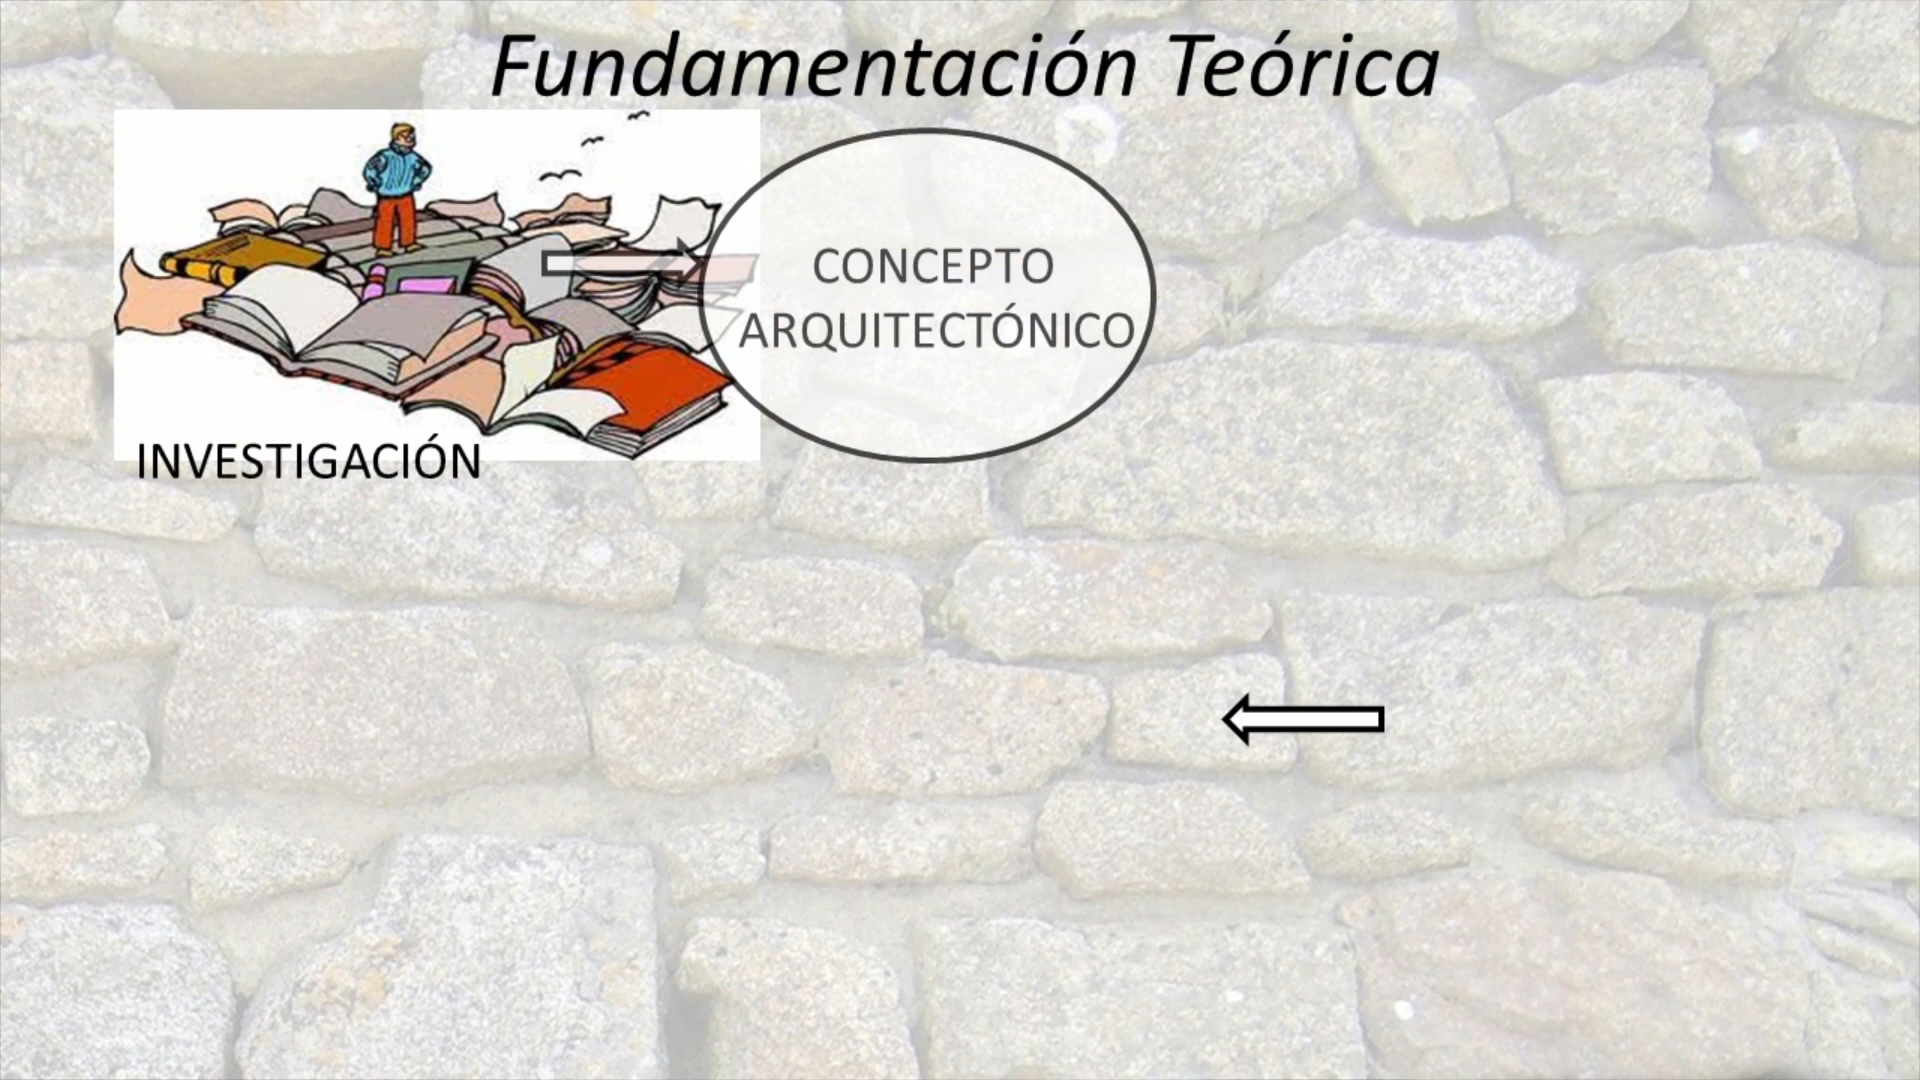 Fundamentación Teórica
CONCEPTO
ARQUITECTÓNICO
INVESTIGACIÓN